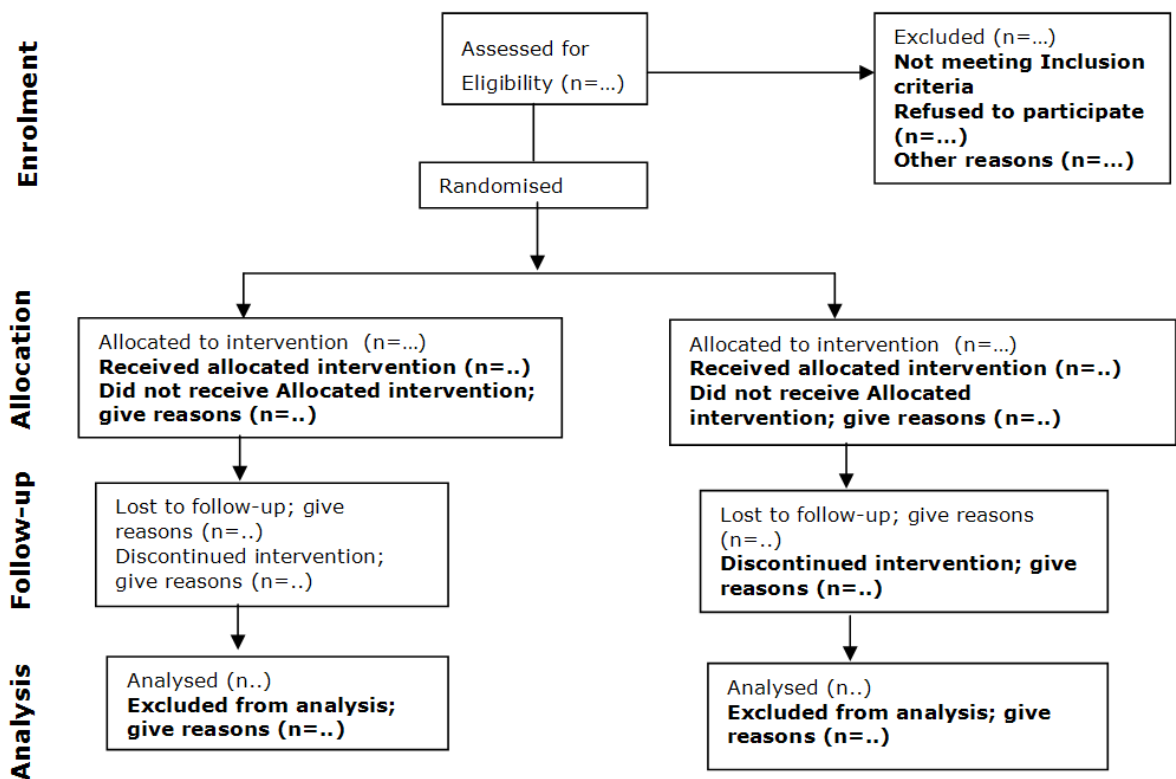 Enrolment
Assessed for
Eligibility (n=...)
Excluded (n=...)
Not meeting Inclusion
criteria
Refused to participate
(n=...)
Other reasons (n=...)
Randomised
Allocation
Allocated to intervention  (n=...)
Received allocated intervention (n=..)
Did not receive Allocated intervention;
give reasons (n=..)
Allocated to intervention  (n=...)
Received allocated intervention (n=..)
Did not receive Allocated
intervention; give reasons (n=..)
Follow-up
Lost to follow-up; give
reasons (n=..)
Discontinued intervention;
give reasons (n=..)
Lost to follow-up; give reasons
(n=..)
Discontinued intervention; give
reasons (n=..)
Analysis
Analysed (n..)
Excluded from analysis;
give reasons (n=..)
Analysed (n..)
Excluded from analysis; give
reasons (n=..)